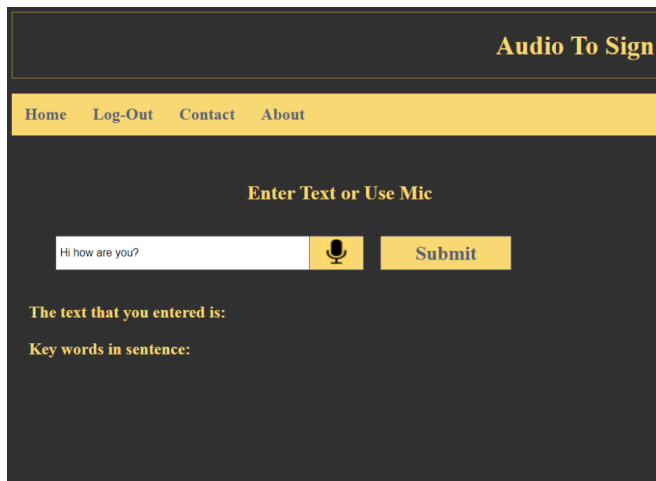 Audio To Sign
Home Log-Out Contact About
Enter Text or Use Mic
Hi how are you? Submit
The text that you entered is:
Key words in sentence: